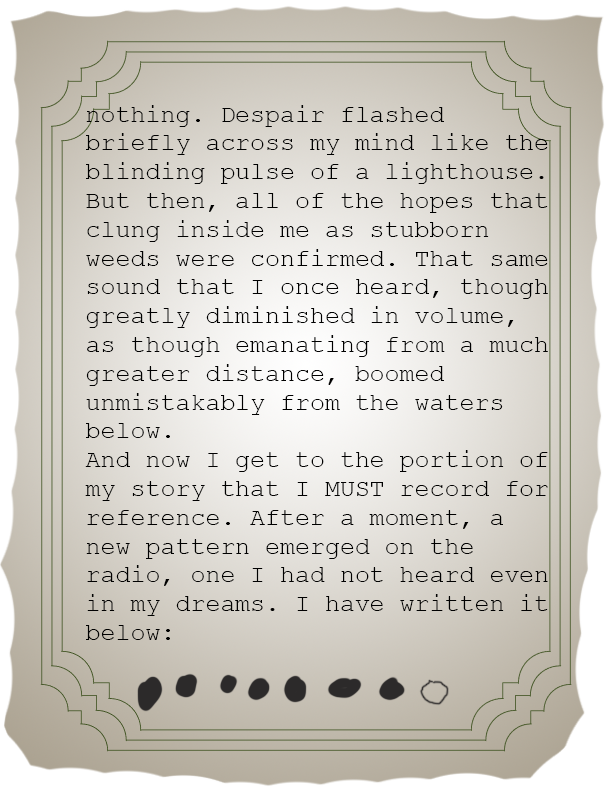 nothing. Despair flashed
briefly across my mind like the
blinding pulse of a lighthouse.
But then, all of the hopes that
clung inside me as stubborn
weeds were confirmed. That same
sound that I once heard, though
greatly diminished in volume,
as though emanating from a much
greater distance, boomed
unmistakably from the waters
below.
And now I get to the portion of
my story that I MUST record for
reference. After a moment, a
new pattern emerged on the
radio, one I had not heard even
in my dreams. I have written it
below: